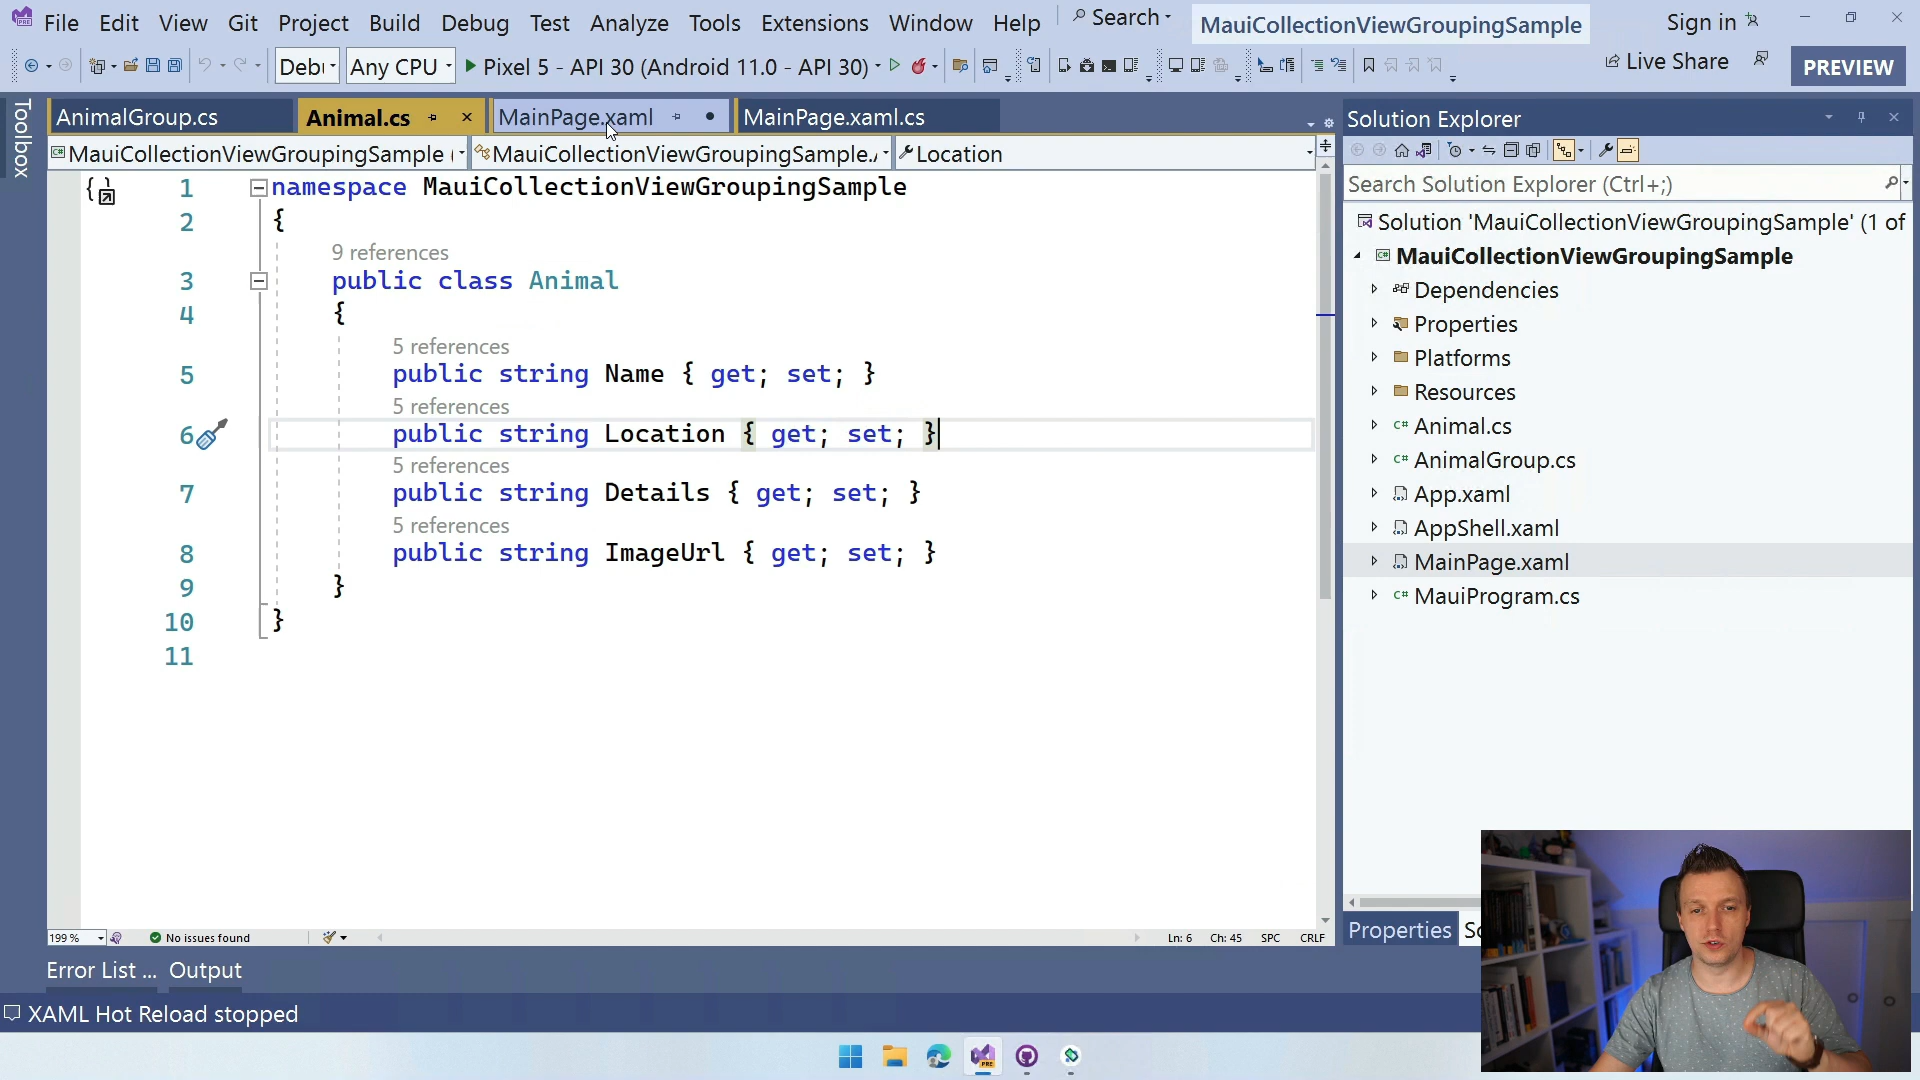 File Edit View Git Project Build Debug Test Analyze Tools Extensions Window Help Search MauiCollectionViewGroupingSample Sign in
Debu Any CPU Pixel 5 - API 30 (Android 11.0 - API 30) Live Share PREVIEW
Toolbox
AnimalGroup.cs Animal.cs MainPage.xaml MainPage.xaml.cs
MauiCollectionViewGroupingSample ( MauiCollectionViewGroupingSample. Location
1 namespace MauiCollectionViewGroupingSample
2 {
9 references
3 public class Animal
4 {
5 references
5 public string Name { get; set; }
5 references
6 public string Location { get; set; }
5 references
7 public string Details { get; set; }
5 references
8 public string ImageUrl { get; set; }
9 }
10 }
11
199 % No issues found Ln: 6 Ch: 45 SPC CRLF
Error List ... Output
XAML Hot Reload stopped
Solution Explorer
Search Solution Explorer (Ctrl+;)
Solution 'MauiCollectionViewGroupingSample' (1 of
MauiCollectionViewGroupingSample
Dependencies
Properties
Platforms
Resources
C# Animal.cs
C# AnimalGroup.cs
App.xaml
AppShell.xaml
MainPage.xaml
C# MauiProgram.cs
Properties So
PRE